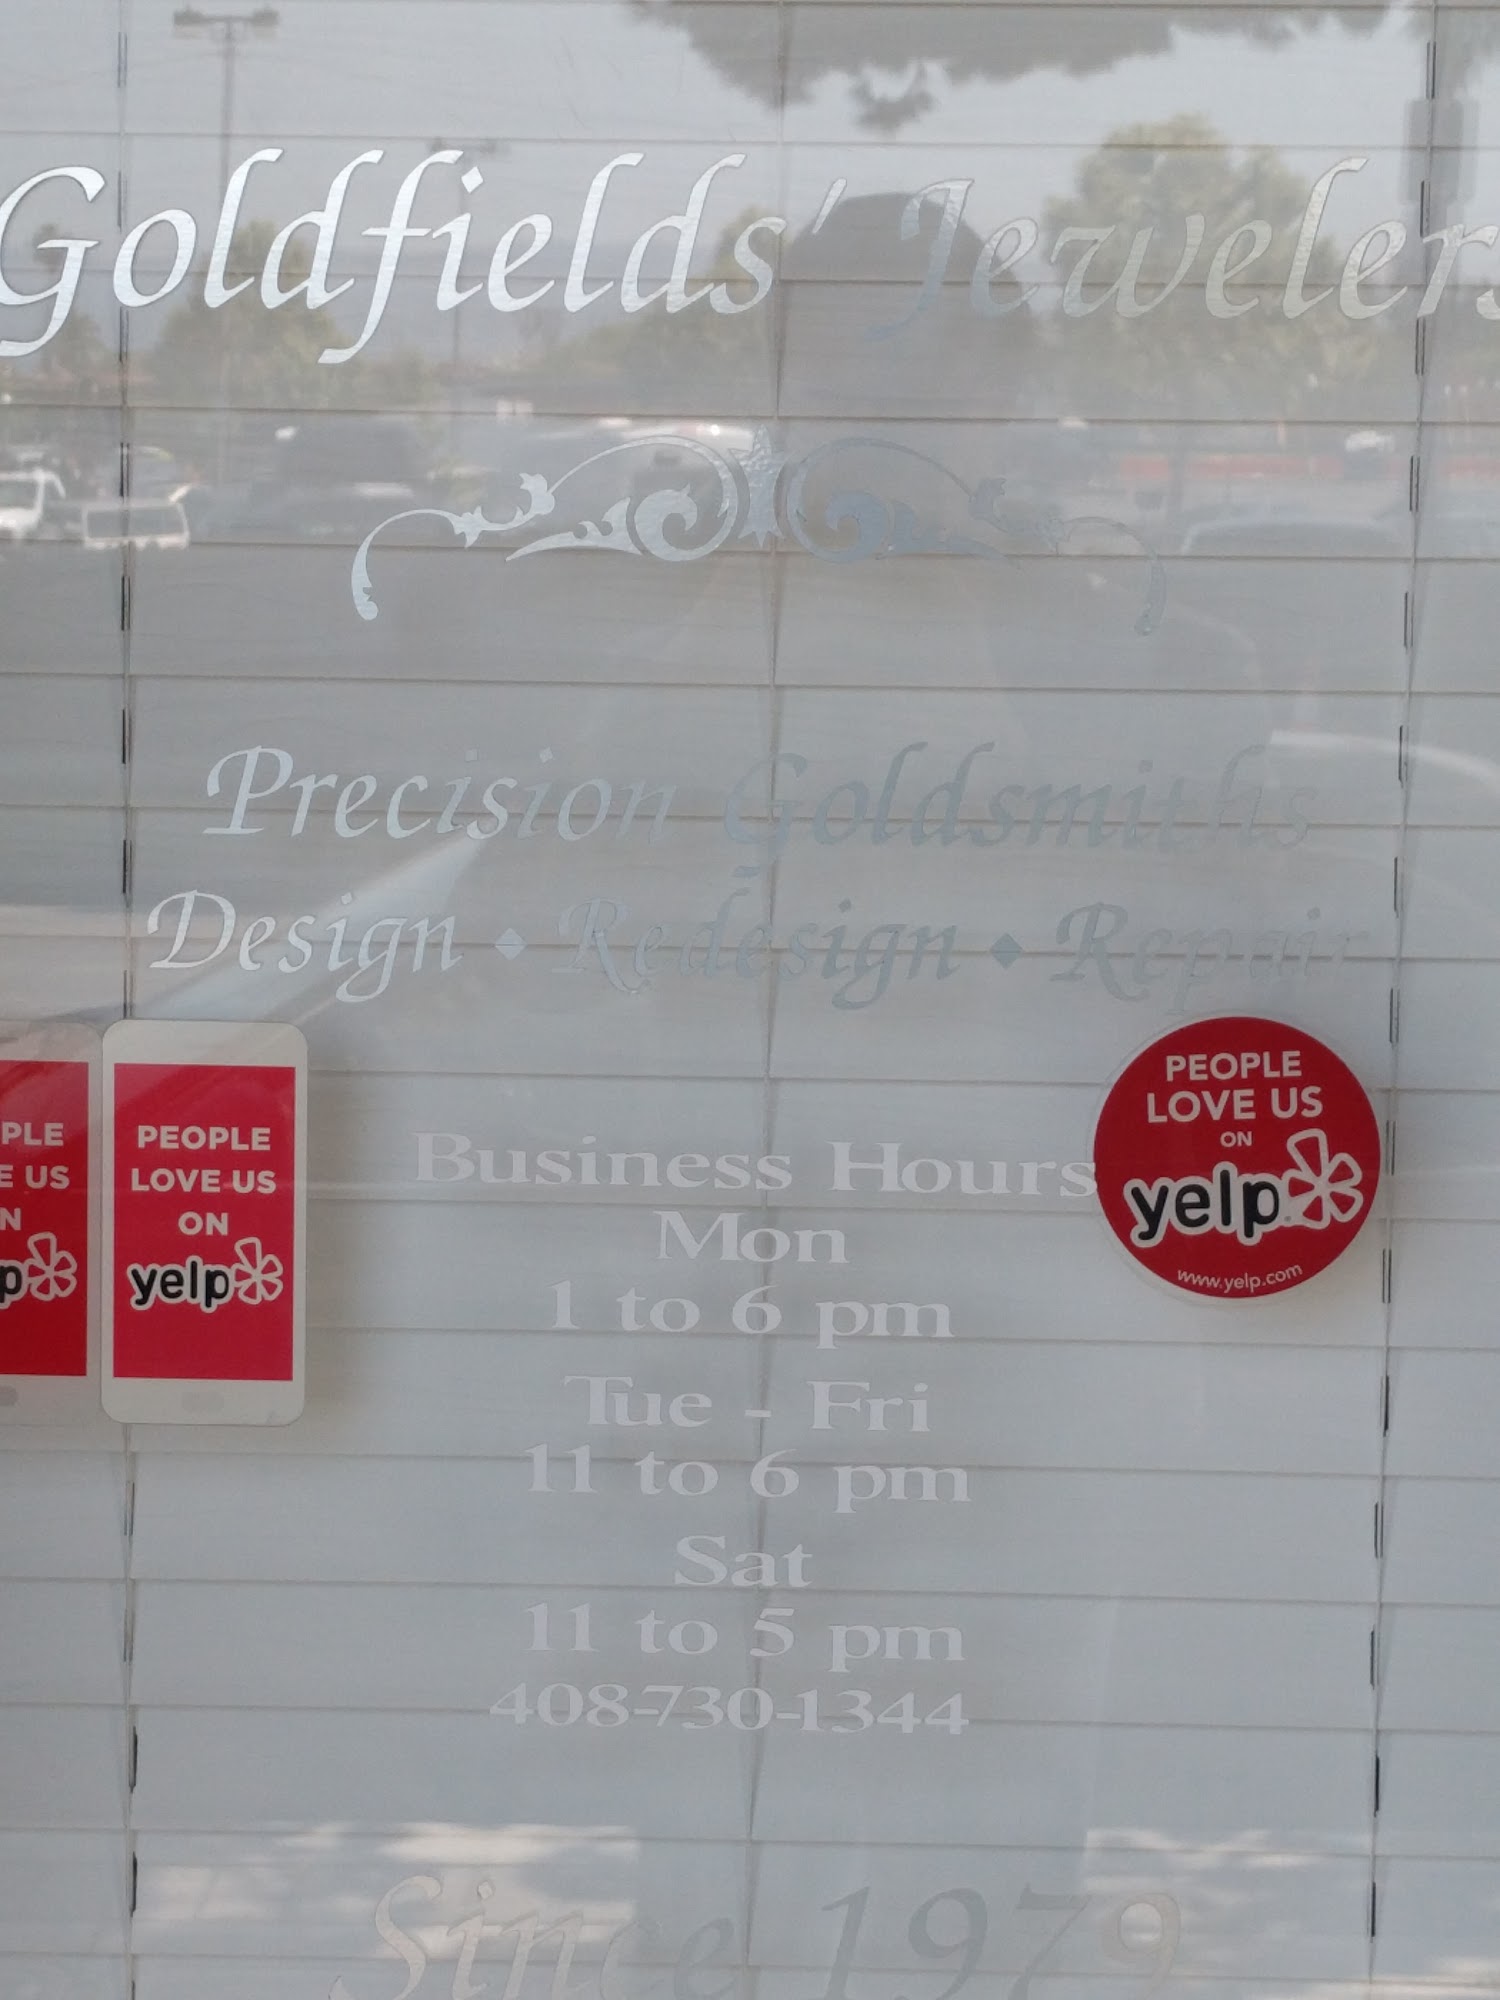 Goldfields' Jewelers
Precision Goldsmiths
Design ◆ Redesign ◆ Repair
PLE
E US
N
p
PEOPLE
LOVE US
ON
yelp
PEOPLE
LOVE US
ON
yelp
www.yelp.com
Business Hours
Mon
1 to 6 pm
Tue - Fri
11 to 6 pm
Sat
11 to 5 pm
408-730-1344
Since 1979